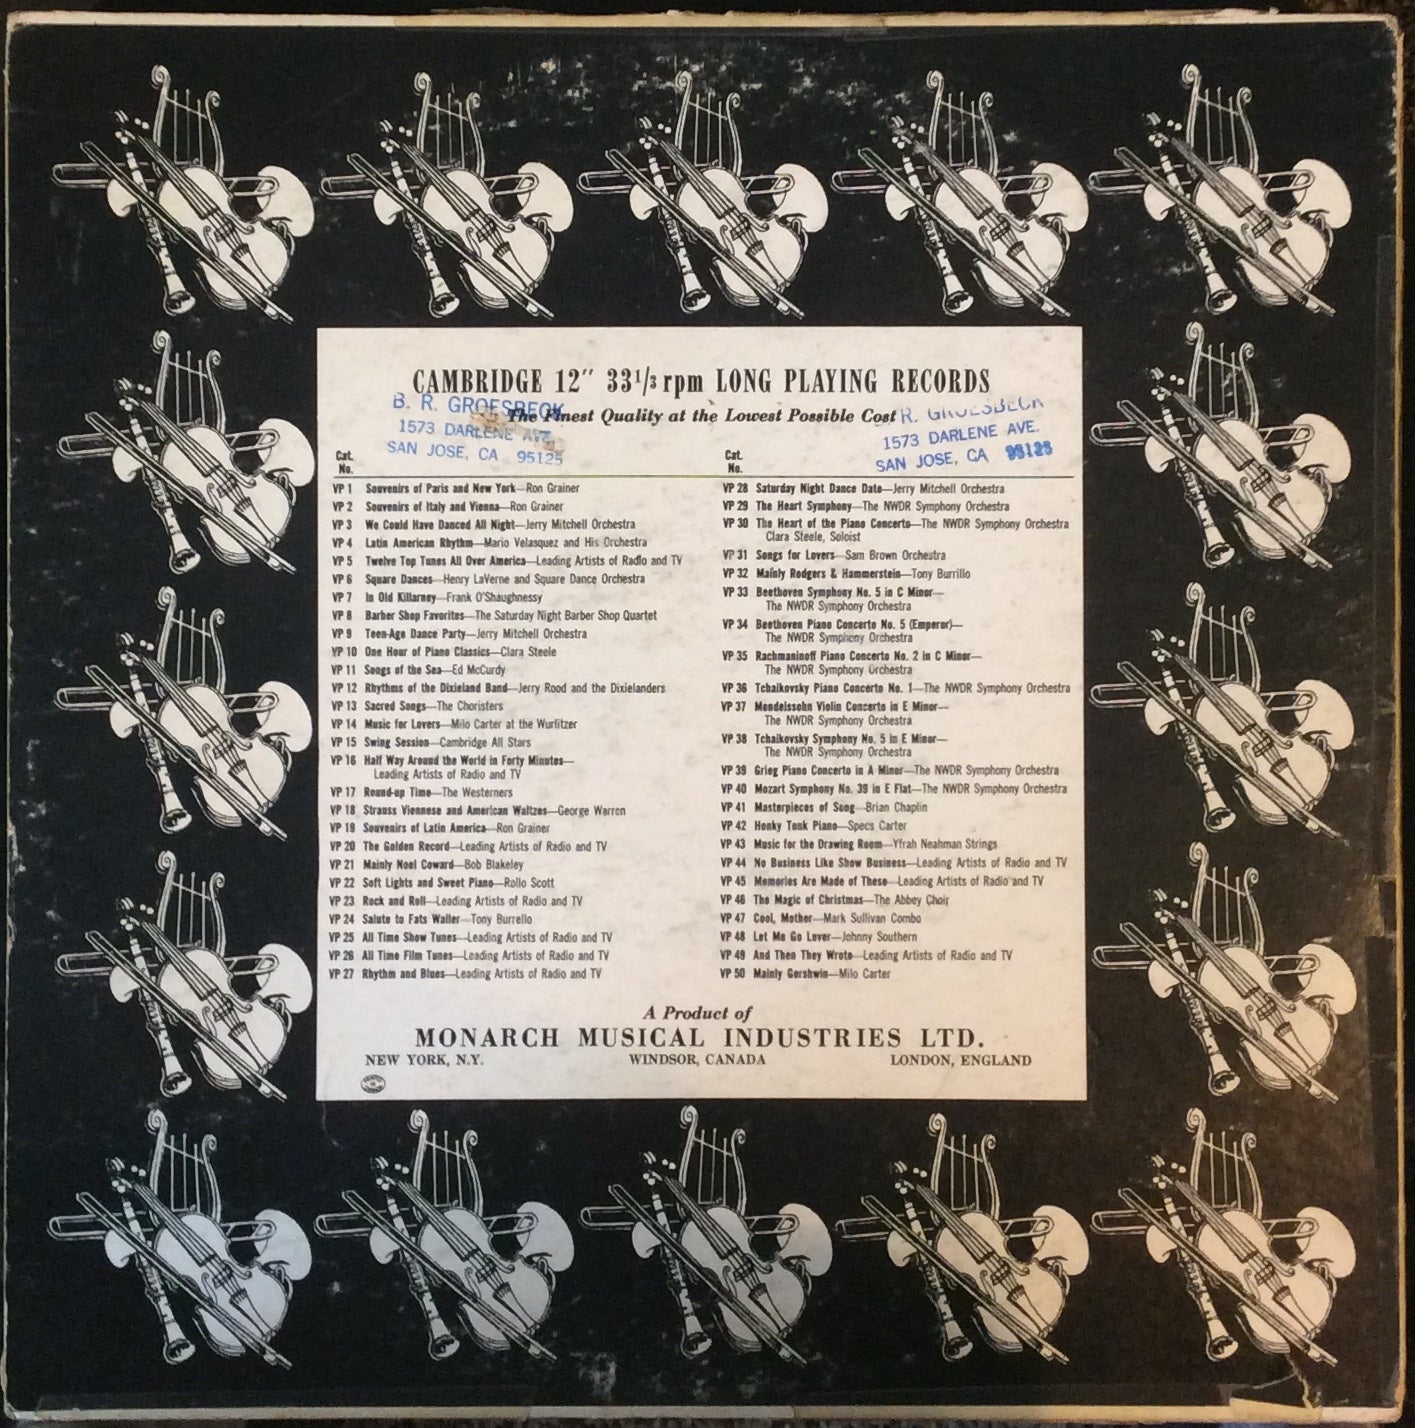 CAMBRIDGE 12" 33 1/3 rpm LONG PLAYING RECORDS
The Finest Quality at the Lowest Possible Cost
B. R. GROESBECK
1573 DARLENE AVE.
SAN JOSE, CA 95125
R. GROESBECK
1573 DARLENE AVE.
SAN JOSE, CA 95125
Cat.
No.
VP 1 Souvenirs of Paris and New York—Ron Grainer
VP 2 Souvenirs of Italy and Vienna—Ron Grainer
VP 3 We Could Have Danced All Night—Jerry Mitchell Orchestra
VP 4 Latin American Rhythm—Mario Velasquez and His Orchestra
VP 5 Twelve Top Tunes All Over America—Leading Artists of Radio and TV
VP 6 Square Dances—Henry LaVerne and Square Dance Orchestra
VP 7 In Old Killarney—Frank O'Shaughnessy
VP 8 Barber Shop Favorites—The Saturday Night Barber Shop Quartet
VP 9 Teen-Age Dance Party—Jerry Mitchell Orchestra
VP 10 One Hour of Piano Classics—Clara Steele
VP 11 Songs of the Sea—Ed McCurdy
VP 12 Rhythms of the Dixieland Band—Jerry Rood and the Dixielanders
VP 13 Sacred Songs—The Choristers
VP 14 Music for Lovers—Milo Carter at the Wurlitzer
VP 15 Swing Session—Cambridge All Stars
VP 16 Half Way Around the World in Forty Minutes—
Leading Artists of Radio and TV
VP 17 Round-up Time—The Westerners
VP 18 Strauss Viennese and American Waltzes—George Warren
VP 19 Souvenirs of Latin America—Ron Grainer
VP 20 The Golden Record—Leading Artists of Radio and TV
VP 21 Mainly Noel Coward—Bob Blakeley
VP 22 Soft Lights and Sweet Piano—Rollo Scott
VP 23 Rock and Roll—Leading Artists of Radio and TV
VP 24 Salute to Fats Waller—Tony Burrello
VP 25 All Time Show Tunes—Leading Artists of Radio and TV
VP 26 All Time Film Tunes—Leading Artists of Radio and TV
VP 27 Rhythm and Blues—Leading Artists of Radio and TV
Cat.
No.
VP 28 Saturday Night Dance Date—Jerry Mitchell Orchestra
VP 29 The Heart Symphony—The NWDR Symphony Orchestra
VP 30 The Heart of the Piano Concerto—The NWDR Symphony Orchestra
Clara Steele, Soloist
VP 31 Songs for Lovers—Sam Brown Orchestra
VP 32 Mainly Rodgers & Hammerstein—Tony Burrillo
VP 33 Beethoven Symphony No. 5 in C Minor—
The NWDR Symphony Orchestra
VP 34 Beethoven Piano Concerto No. 5 (Emperor)—
The NWDR Symphony Orchestra
VP 35 Rachmaninoff Piano Concerto No. 2 in C Minor—
The NWDR Symphony Orchestra
VP 36 Tchaikovsky Piano Concerto No. 1—The NWDR Symphony Orchestra
VP 37 Mendelssohn Violin Concerto in E Minor—
The NWDR Symphony Orchestra
VP 38 Tchaikovsky Symphony No. 5 in E Minor—
The NWDR Symphony Orchestra
VP 39 Grieg Piano Concerto in A Minor—The NWDR Symphony Orchestra
VP 40 Mozart Symphony No. 39 in E Flat—The NWDR Symphony Orchestra
VP 41 Masterpieces of Song—Brian Chaplin
VP 42 Honky Tonk Piano—Specs Carter
VP 43 Music for the Drawing Room—Yfrah Neahman Strings
VP 44 No Business Like Show Business—Leading Artists of Radio and TV
VP 45 Memories Are Made of These—Leading Artists of Radio and TV
VP 46 The Magic of Christmas—The Abbey Choir
VP 47 Cool, Mother—Mark Sullivan Combo
VP 48 Let Me Go Lover—Johnny Southern
VP 49 And Then They Wrote—Leading Artists of Radio and TV
VP 50 Mainly Gershwin—Milo Carter
A Product of
MONARCH MUSICAL INDUSTRIES LTD.
NEW YORK, N.Y. WINDSOR, CANADA LONDON, ENGLAND